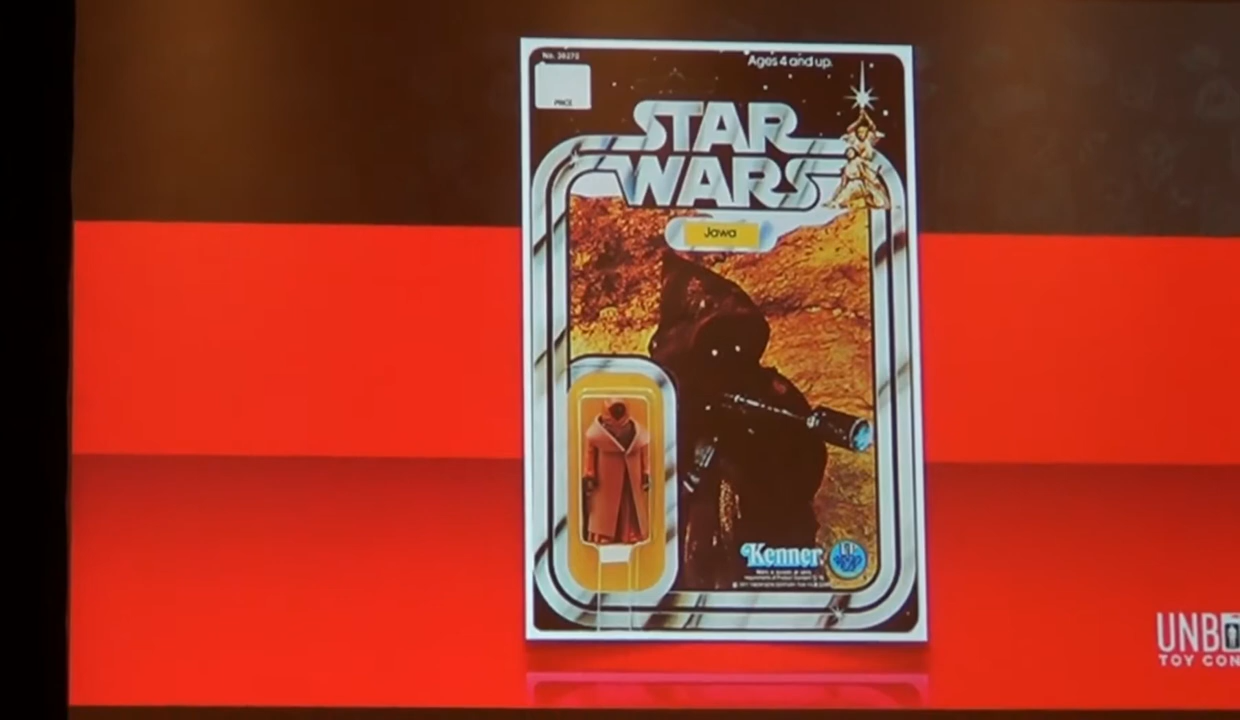 No. 38270
Ages 4 and up.
PRICE
STAR
WARS
Jawa
Kenner
UNB
TOY CON